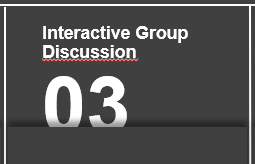 Interactive Group
Discussion
03